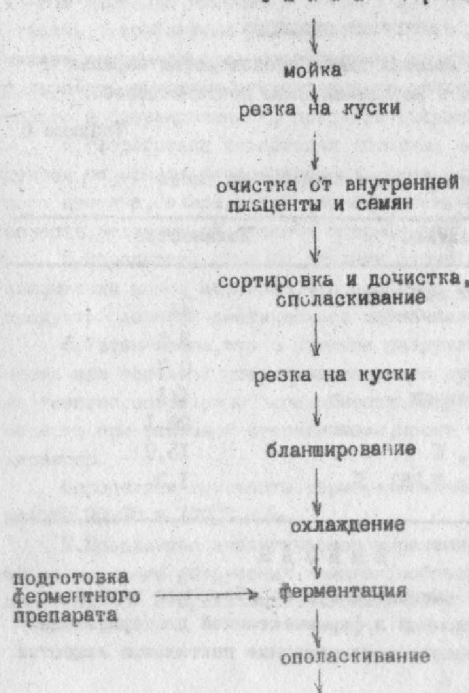 мойка
резка на куски
очистка от внутренней
плаценты и семян
сортировка и дочистка,
ополаскивание
резка на куски
бланширование
охлаждение
подготовка
ферментного
препарата
ферментация
ополаскивание